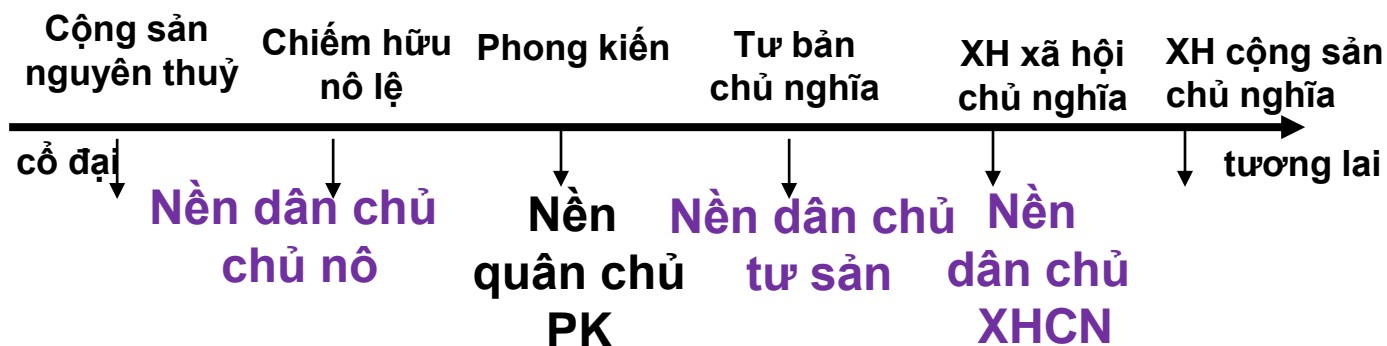 Cộng sản
nguyên thuỷ
Chiếm hữu
nô lệ
Phong kiến
Tư bản
chủ nghĩa
XH xã hội
chủ nghĩa
XH cộng sản
chủ nghĩa
cổ đại
tương lai
Nền dân chủ
chủ nô
Nền
quân chủ
PK
Nền dân chủ
tư sản
Nền
dân chủ
XHCN